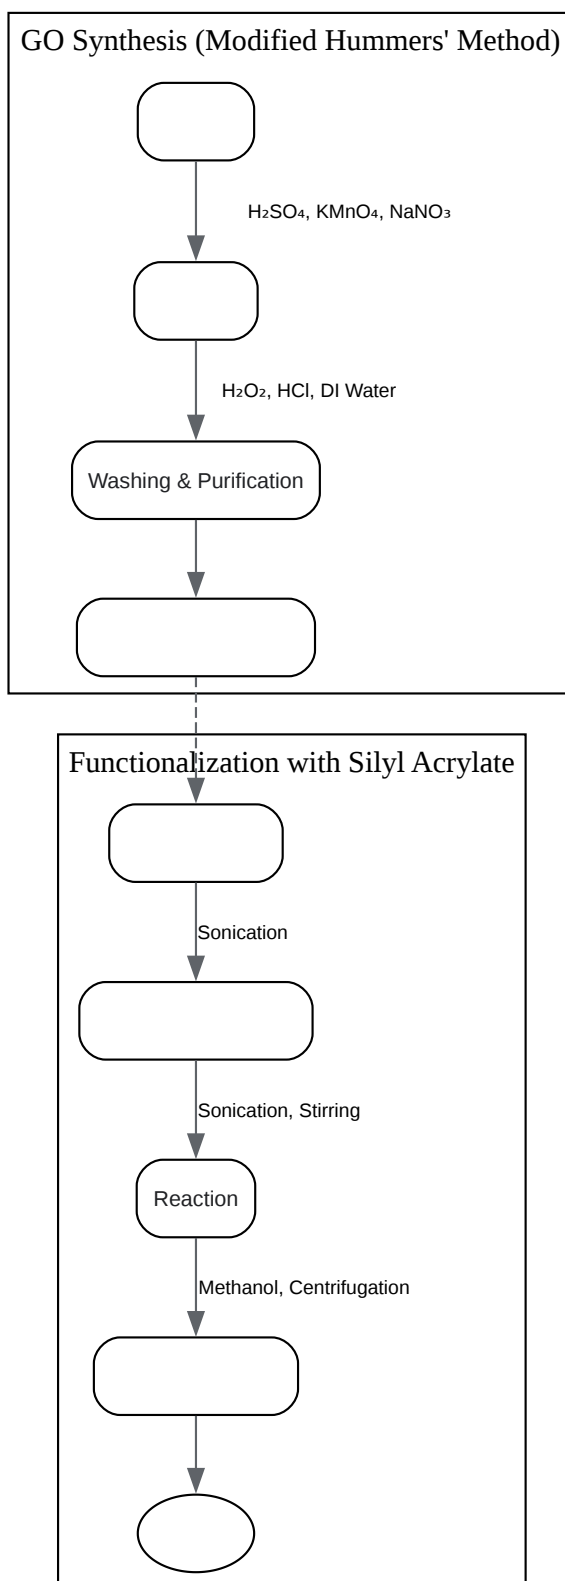 GO Synthesis (Modified Hummers' Method)
H₂SO₄, KMnO₄, NaNO₃
H₂O₂, HCl, DI Water
Washing & Purification
Functionalization with Silyl Acrylate
Sonication
Sonication, Stirring
Reaction
Methanol, Centrifugation